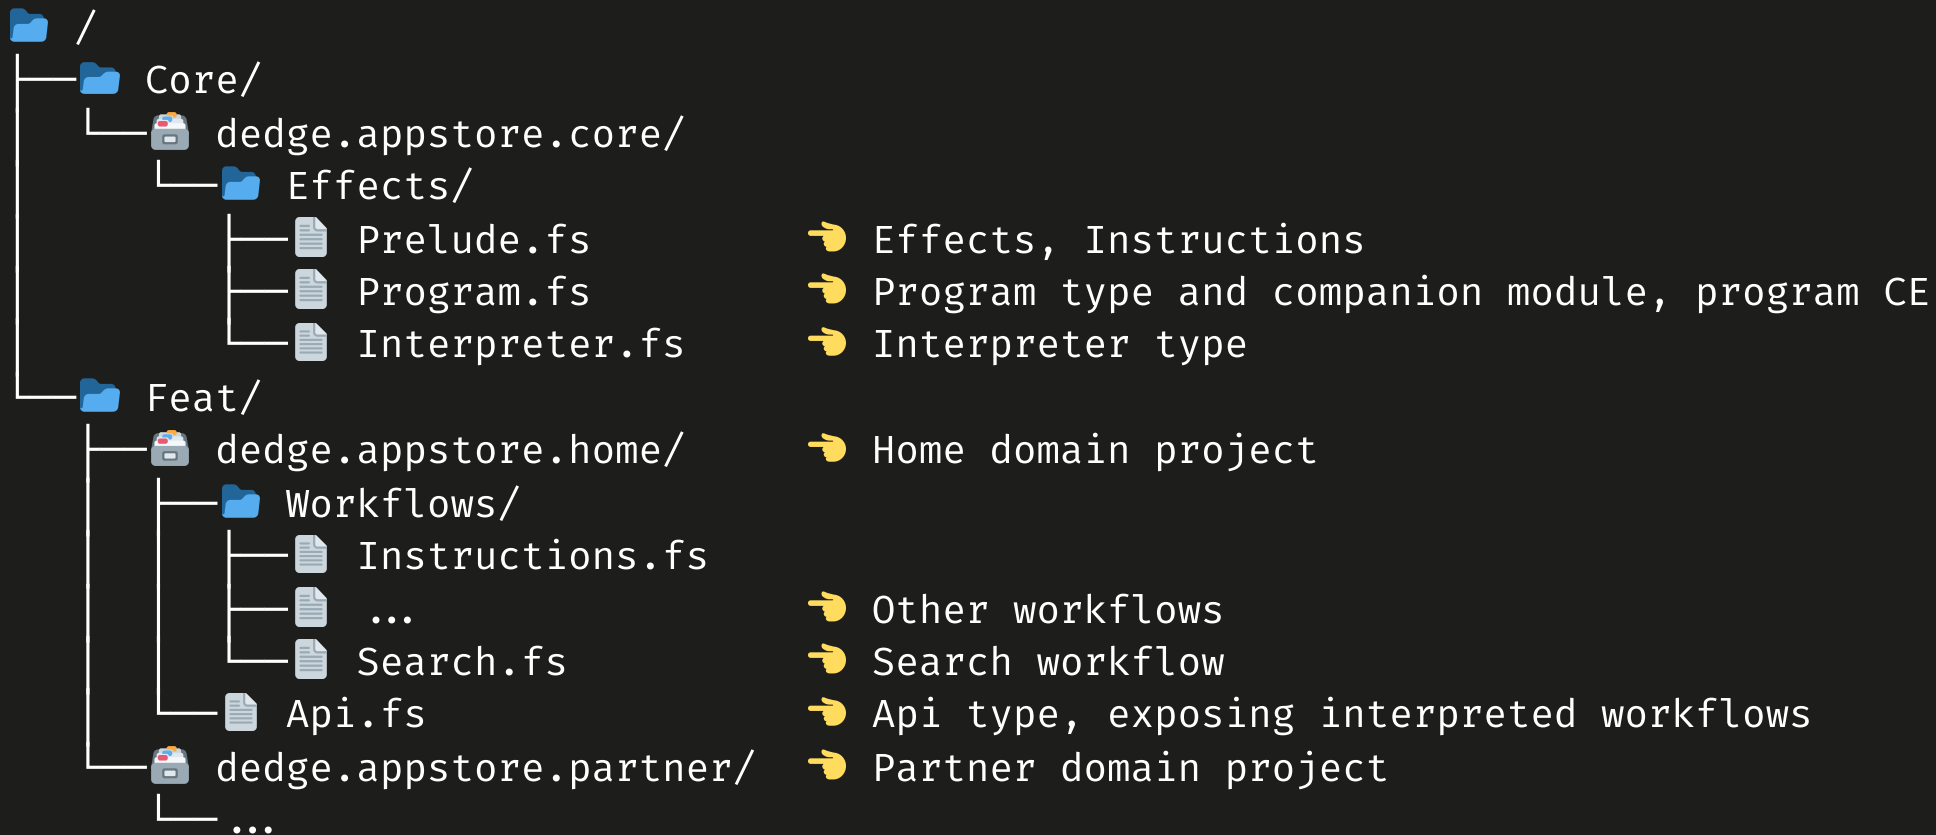 /
Core/
dedge.appstore.core/
Effects/
Prelude.fs Effects, Instructions
Program.fs Program type and companion module, program CE
Interpreter.fs Interpreter type
Feat/
dedge.appstore.home/ Home domain project
Workflows/
Instructions.fs
... Other workflows
Search.fs Search workflow
Api.fs Api type, exposing interpreted workflows
dedge.appstore.partner/ Partner domain project
...